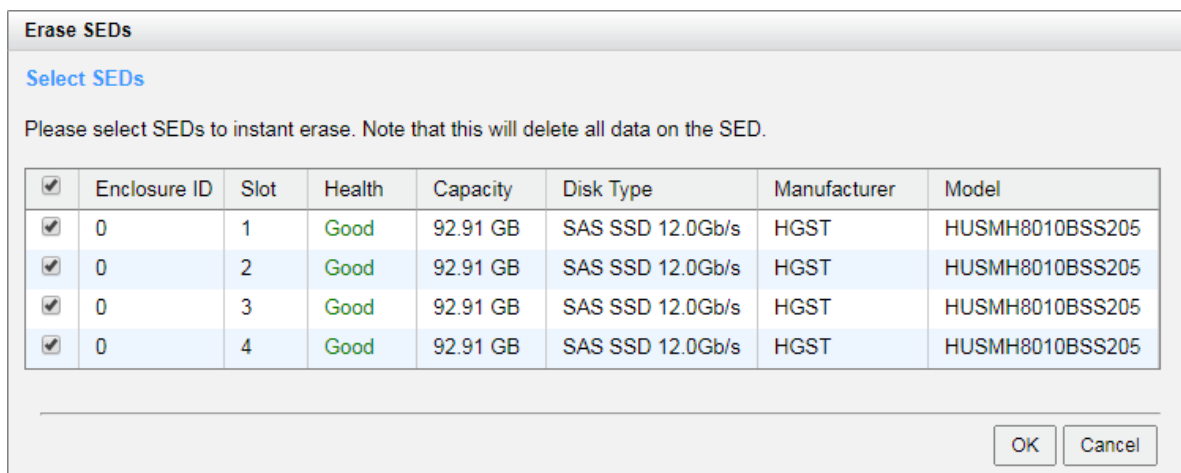 Erase SEDs
Select SEDs
Please select SEDs to instant erase. Note that this will delete all data on the SED.
Enclosure ID Slot Health Capacity Disk Type Manufacturer Model
0 1 Good 92.91 GB SAS SSD 12.0Gb/s HGST HUSMH8010BSS205
0 2 Good 92.91 GB SAS SSD 12.0Gb/s HGST HUSMH8010BSS205
0 3 Good 92.91 GB SAS SSD 12.0Gb/s HGST HUSMH8010BSS205
0 4 Good 92.91 GB SAS SSD 12.0Gb/s HGST HUSMH8010BSS205
OK Cancel